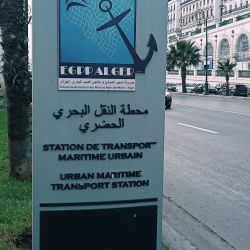 EGPP ALGER
محطة النقل البحري
الحضري
STATION DE TRANSPORT
MARITIME URBAIN
URBAN MARITIME
TRANSPORT STATION